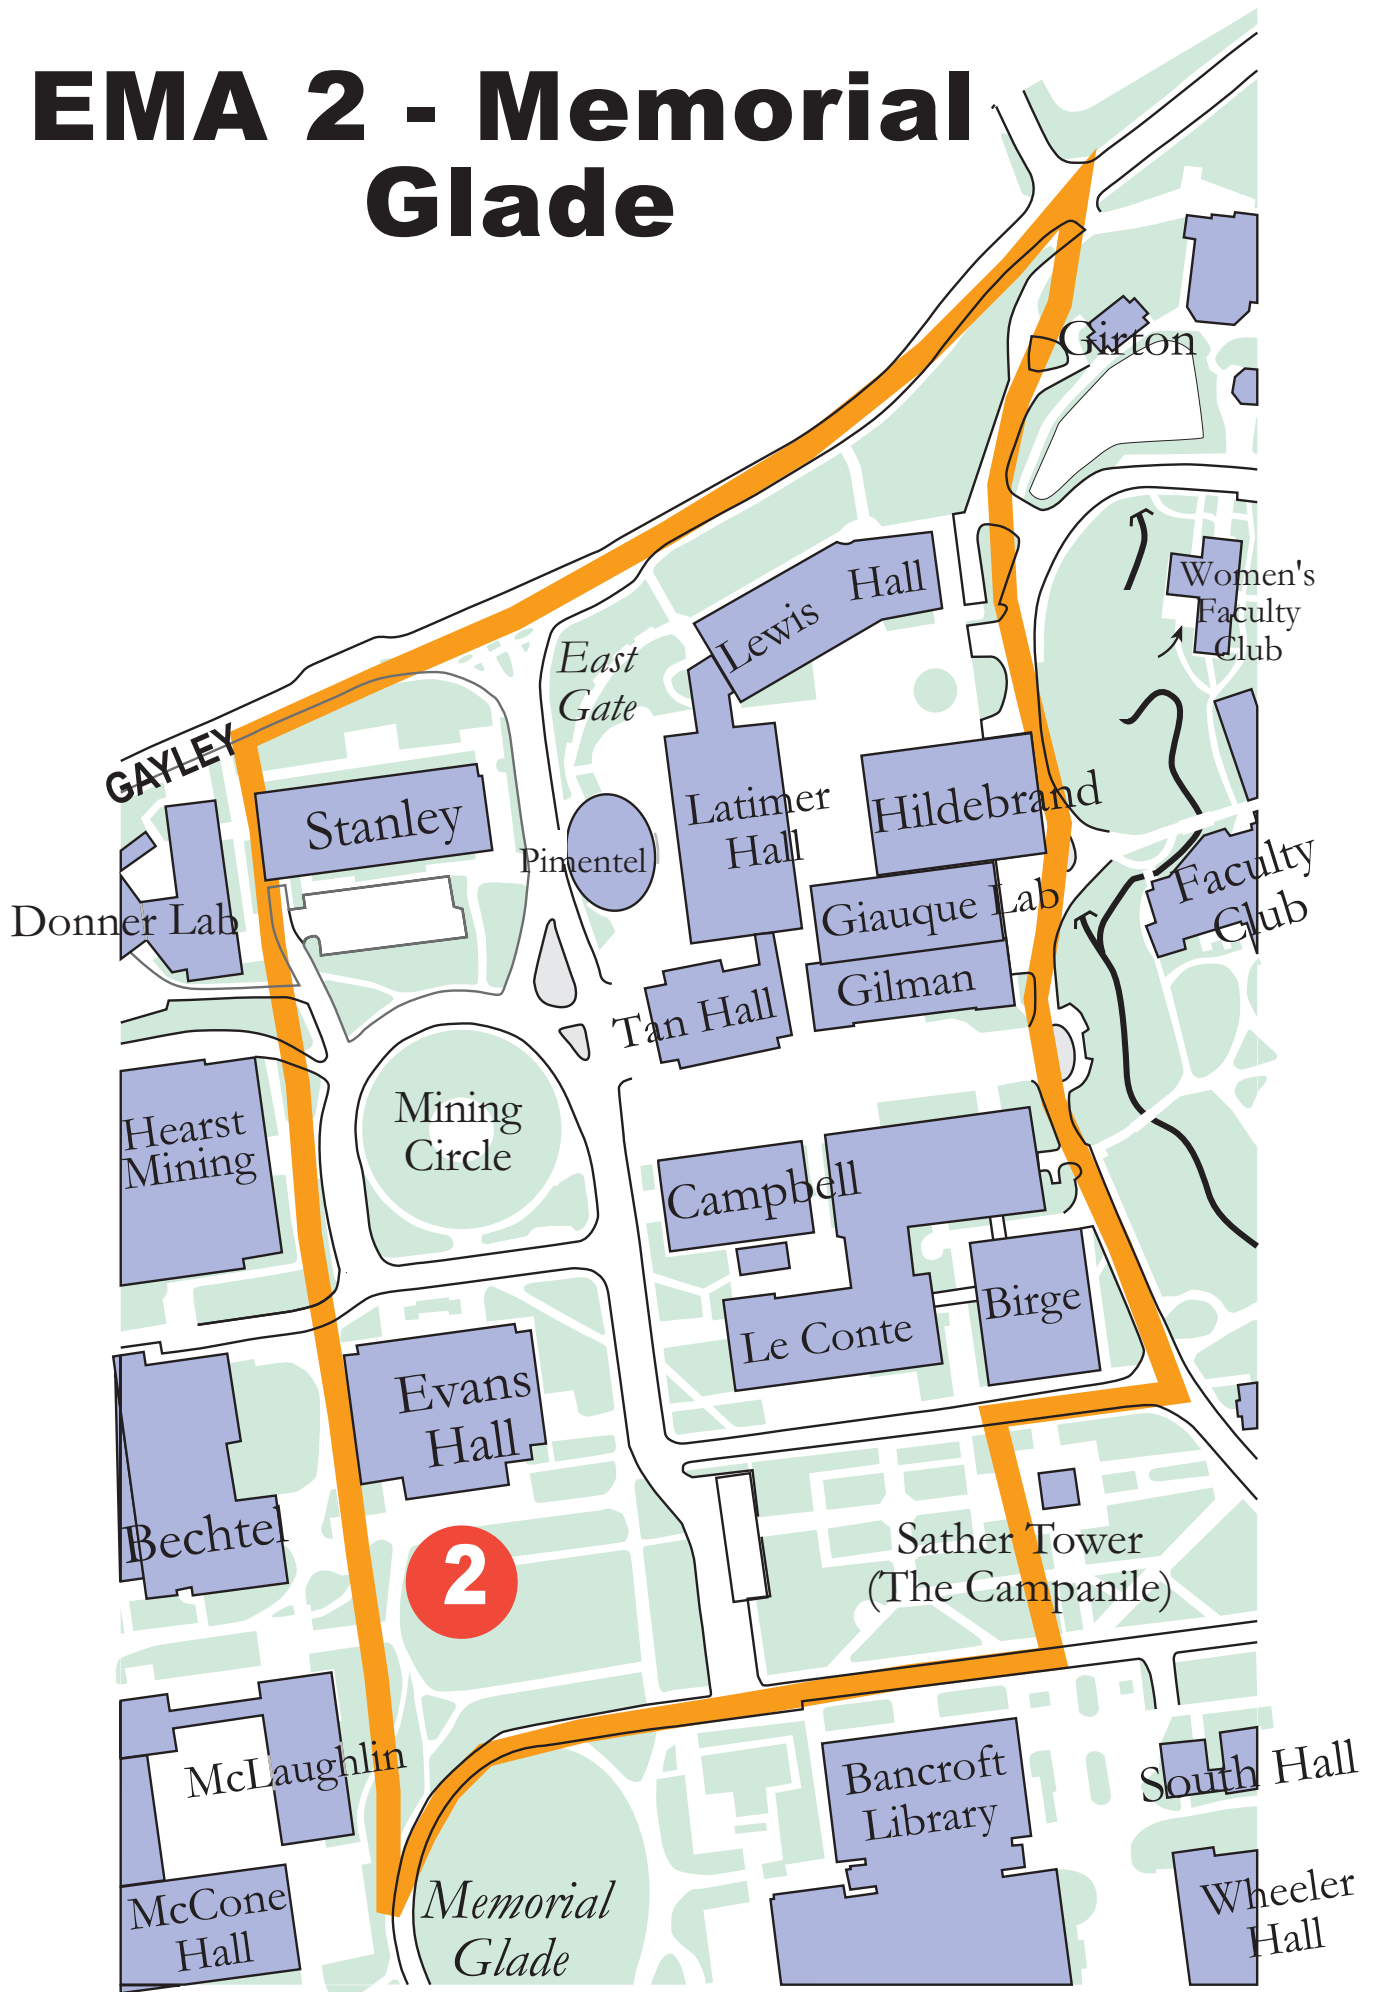 EMA 2 - Memorial
Glade
Girton
Women's
Faculty
Club
Lewis Hall
East
Gate
GAYLEY
Stanley
Pimentel
Latimer
Hall
Hildebrand
Faculty
Club
Donner Lab
Giauque Lab
Gilman
Tan Hall
Hearst
Mining
Mining
Circle
Campbell
Birge
Le Conte
Evans
Hall
Bechtel
2
Sather Tower
(The Campanile)
McLaughlin
Bancroft
Library
South Hall
McCone
Hall
Memorial
Glade
Wheeler
Hall